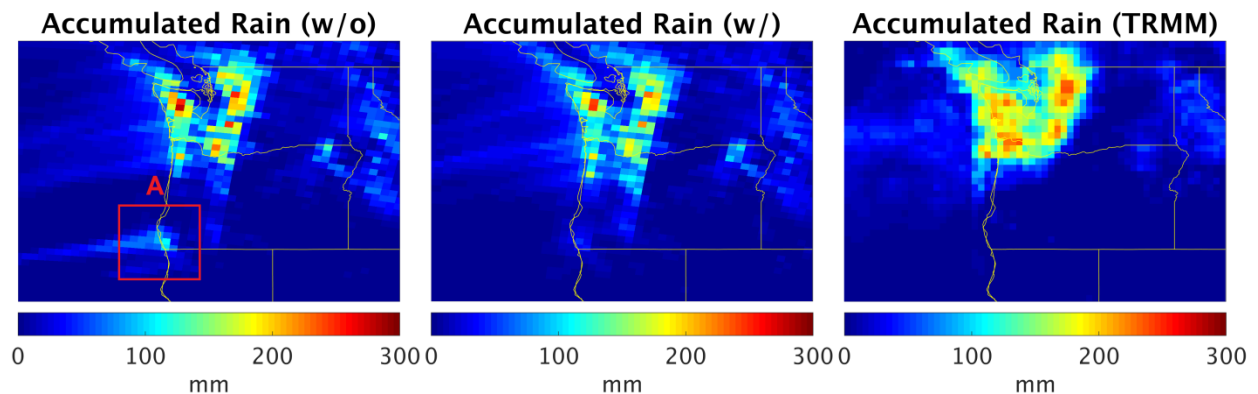 Accumulated Rain (w/o)
Accumulated Rain (w/)
Accumulated Rain (TRMM)
A
0 100 200 300
mm
0 100 200 300
mm
0 100 200 300
mm